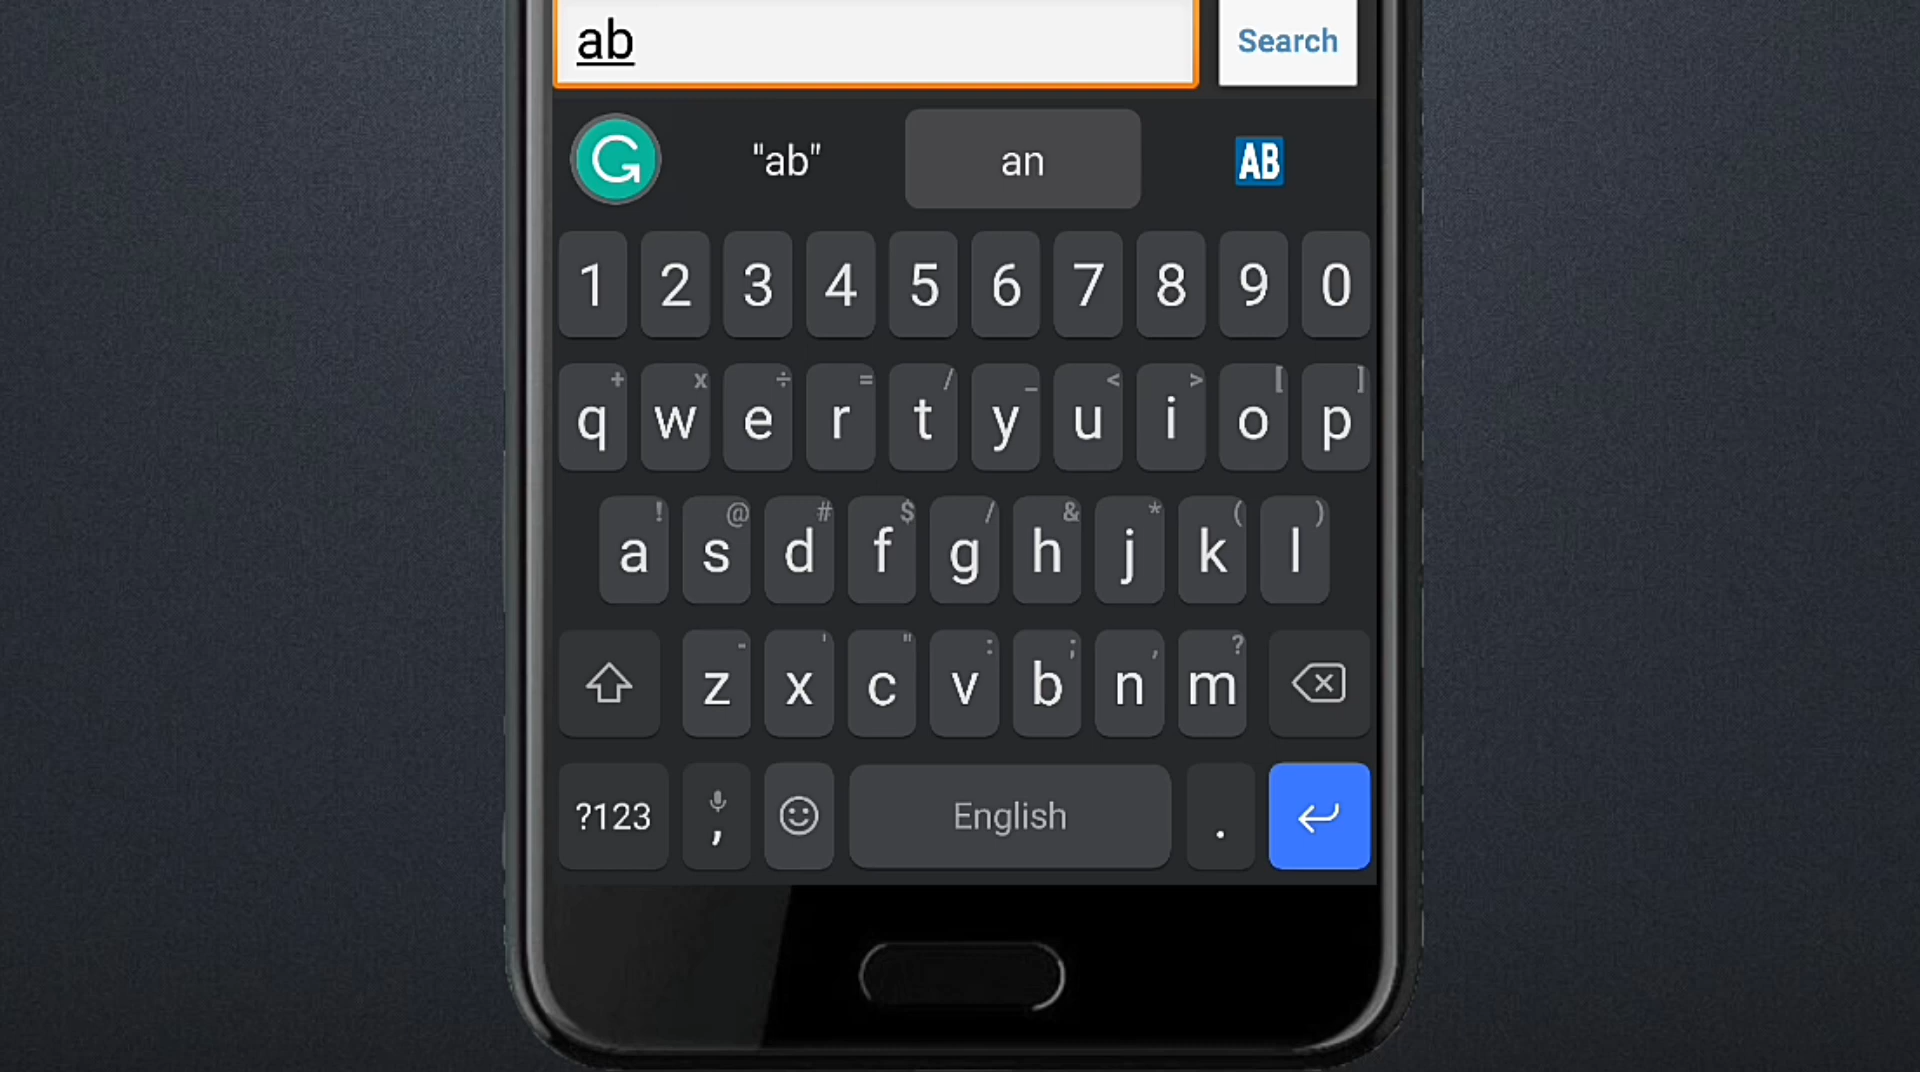 ab Search
"ab" an AB
1 2 3 4 5 6 7 8 9 0
+ x ÷ = / _ < > [ ]
q w e r t y u i o p
! @ # $ / & * ( )
a s d f g h j k l
- ' " : ; , ?
z x c v b n m
?123 , English .